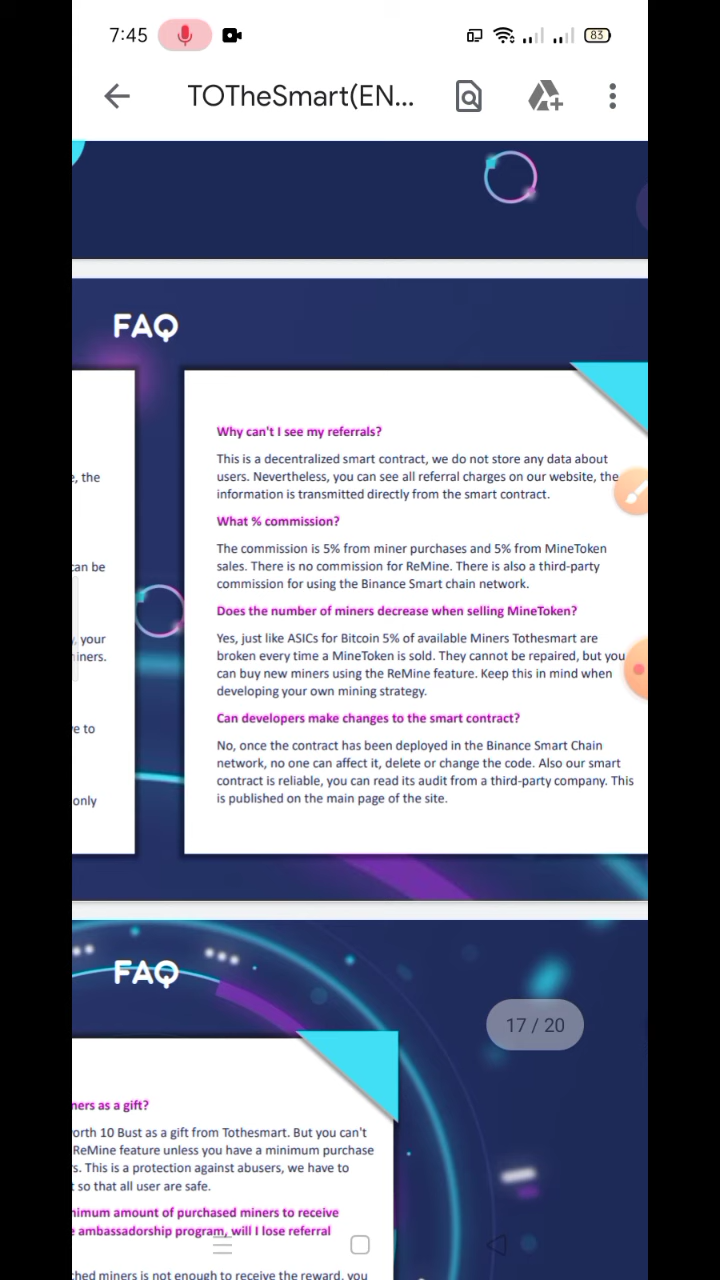 7:45
83
TOTheSmart(EN...
FAQ
e, the
can be
, your
iners.
e to
only
Why can't I see my referrals?
This is a decentralized smart contract, we do not store any data about
users. Nevertheless, you can see all referral charges on our website, the
information is transmitted directly from the smart contract.
What % commission?
The commission is 5% from miner purchases and 5% from MineToken
sales. There is no commission for ReMine. There is also a third-party
commission for using the Binance Smart chain network.
Does the number of miners decrease when selling MineToken?
Yes, just like ASICs for Bitcoin 5% of available Miners Tothesmart are
broken every time a MineToken is sold. They cannot be repaired, but you
can buy new miners using the ReMine feature. Keep this in mind when
developing your own mining strategy.
Can developers make changes to the smart contract?
No, once the contract has been deployed in the Binance Smart Chain
network, no one can affect it, delete or change the code. Also our smart
contract is reliable, you can read its audit from a third-party company. This
is published on the main page of the site.
FAQ
17 / 20
ners as a gift?
orth 10 Bust as a gift from Tothesmart. But you can't
ReMine feature unless you have a minimum purchase
s. This is a protection against abusers, we have to
t so that all user are safe.
nimum amount of purchased miners to receive
e ambassadorship program, will I lose referral
ched miners is not enough to receive the reward, you